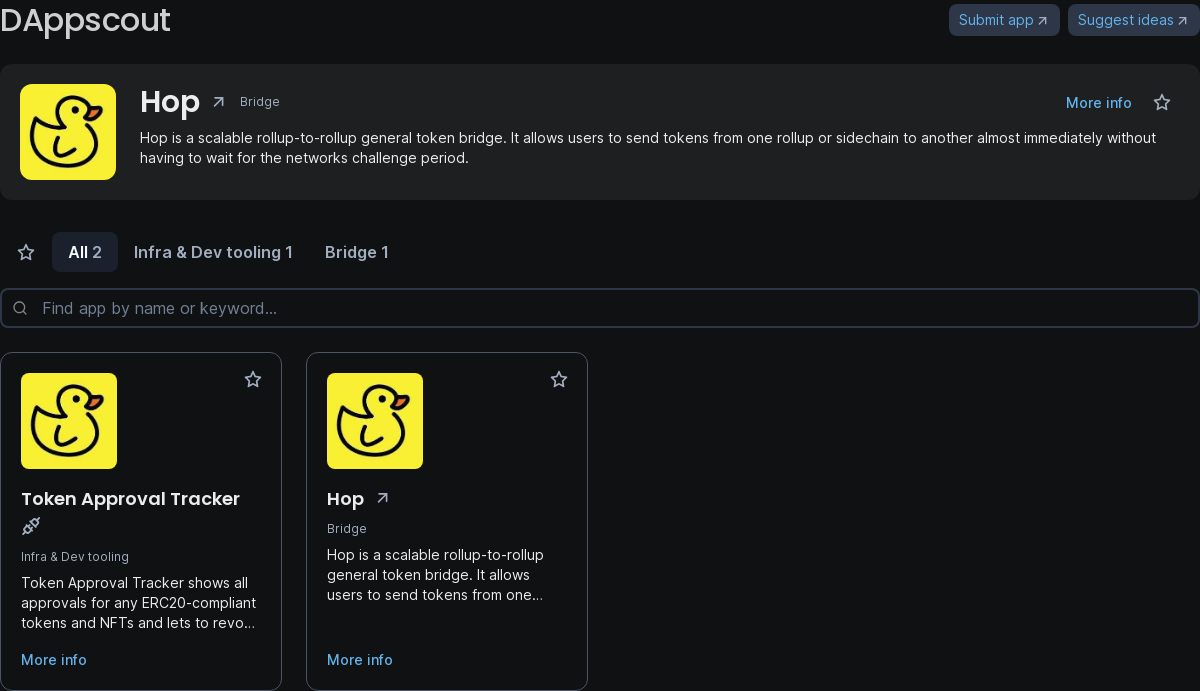 DAppscout
Submit app
Suggest ideas
Hop
Bridge
More info
Hop is a scalable rollup-to-rollup general token bridge. It allows users to send tokens from one rollup or sidechain to another almost immediately without
having to wait for the networks challenge period.
All 2
Infra & Dev tooling 1
Bridge 1
Find app by name or keyword...
Token Approval Tracker
Infra & Dev tooling
Token Approval Tracker shows all
approvals for any ERC20-compliant
tokens and NFTs and lets to revo...
More info
Hop
Bridge
Hop is a scalable rollup-to-rollup
general token bridge. It allows
users to send tokens from one...
More info